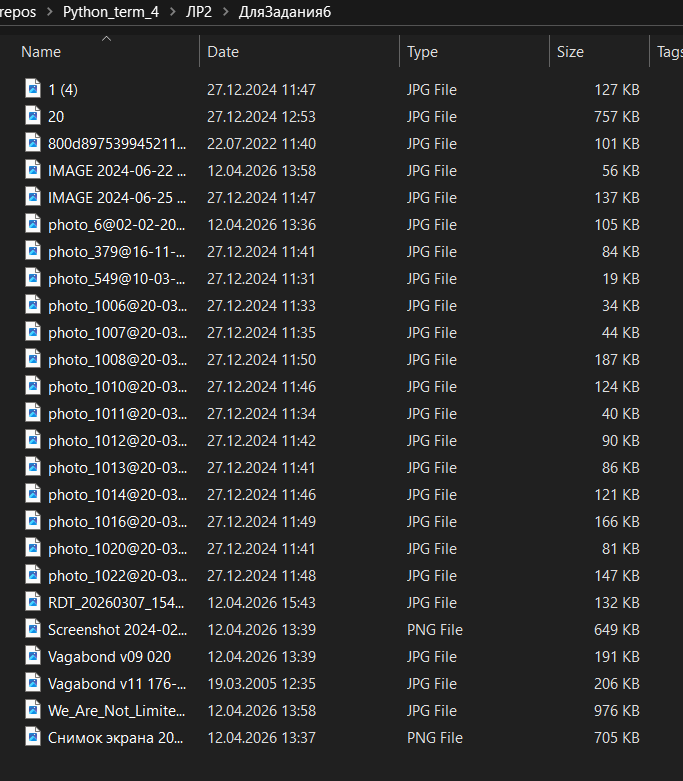 repos > Python_term_4 > ЛР2 > ДляЗадания6
Name Date Type Size Tags
1 (4) 27.12.2024 11:47 JPG File 127 KB
20 27.12.2024 12:53 JPG File 757 KB
800d897539945211... 22.07.2022 11:40 JPG File 101 KB
IMAGE 2024-06-22 ... 12.04.2026 13:58 JPG File 56 KB
IMAGE 2024-06-25 ... 27.12.2024 11:47 JPG File 137 KB
photo_6@02-02-20... 12.04.2026 13:36 JPG File 105 KB
photo_379@16-11-... 27.12.2024 11:41 JPG File 84 KB
photo_549@10-03-... 27.12.2024 11:31 JPG File 19 KB
photo_1006@20-03... 27.12.2024 11:33 JPG File 34 KB
photo_1007@20-03... 27.12.2024 11:35 JPG File 44 KB
photo_1008@20-03... 27.12.2024 11:50 JPG File 187 KB
photo_1010@20-03... 27.12.2024 11:46 JPG File 124 KB
photo_1011@20-03... 27.12.2024 11:34 JPG File 40 KB
photo_1012@20-03... 27.12.2024 11:42 JPG File 90 KB
photo_1013@20-03... 27.12.2024 11:41 JPG File 86 KB
photo_1014@20-03... 27.12.2024 11:46 JPG File 121 KB
photo_1016@20-03... 27.12.2024 11:49 JPG File 166 KB
photo_1020@20-03... 27.12.2024 11:41 JPG File 81 KB
photo_1022@20-03... 27.12.2024 11:48 JPG File 147 KB
RDT_20260307_154... 12.04.2026 15:43 JPG File 132 KB
Screenshot 2024-02... 12.04.2026 13:39 PNG File 649 KB
Vagabond v09 020 12.04.2026 13:39 JPG File 191 KB
Vagabond v11 176-... 19.03.2005 12:35 JPG File 206 KB
We_Are_Not_Limite... 12.04.2026 13:58 JPG File 976 KB
Снимок экрана 20... 12.04.2026 13:37 PNG File 705 KB